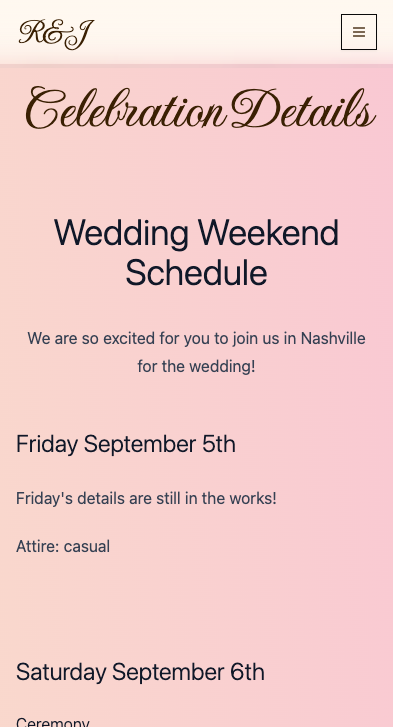 R&J
Celebration Details
Wedding Weekend
Schedule
We are so excited for you to join us in Nashville
for the wedding!
Friday September 5th
Friday's details are still in the works!
Attire: casual
Saturday September 6th
Ceremony